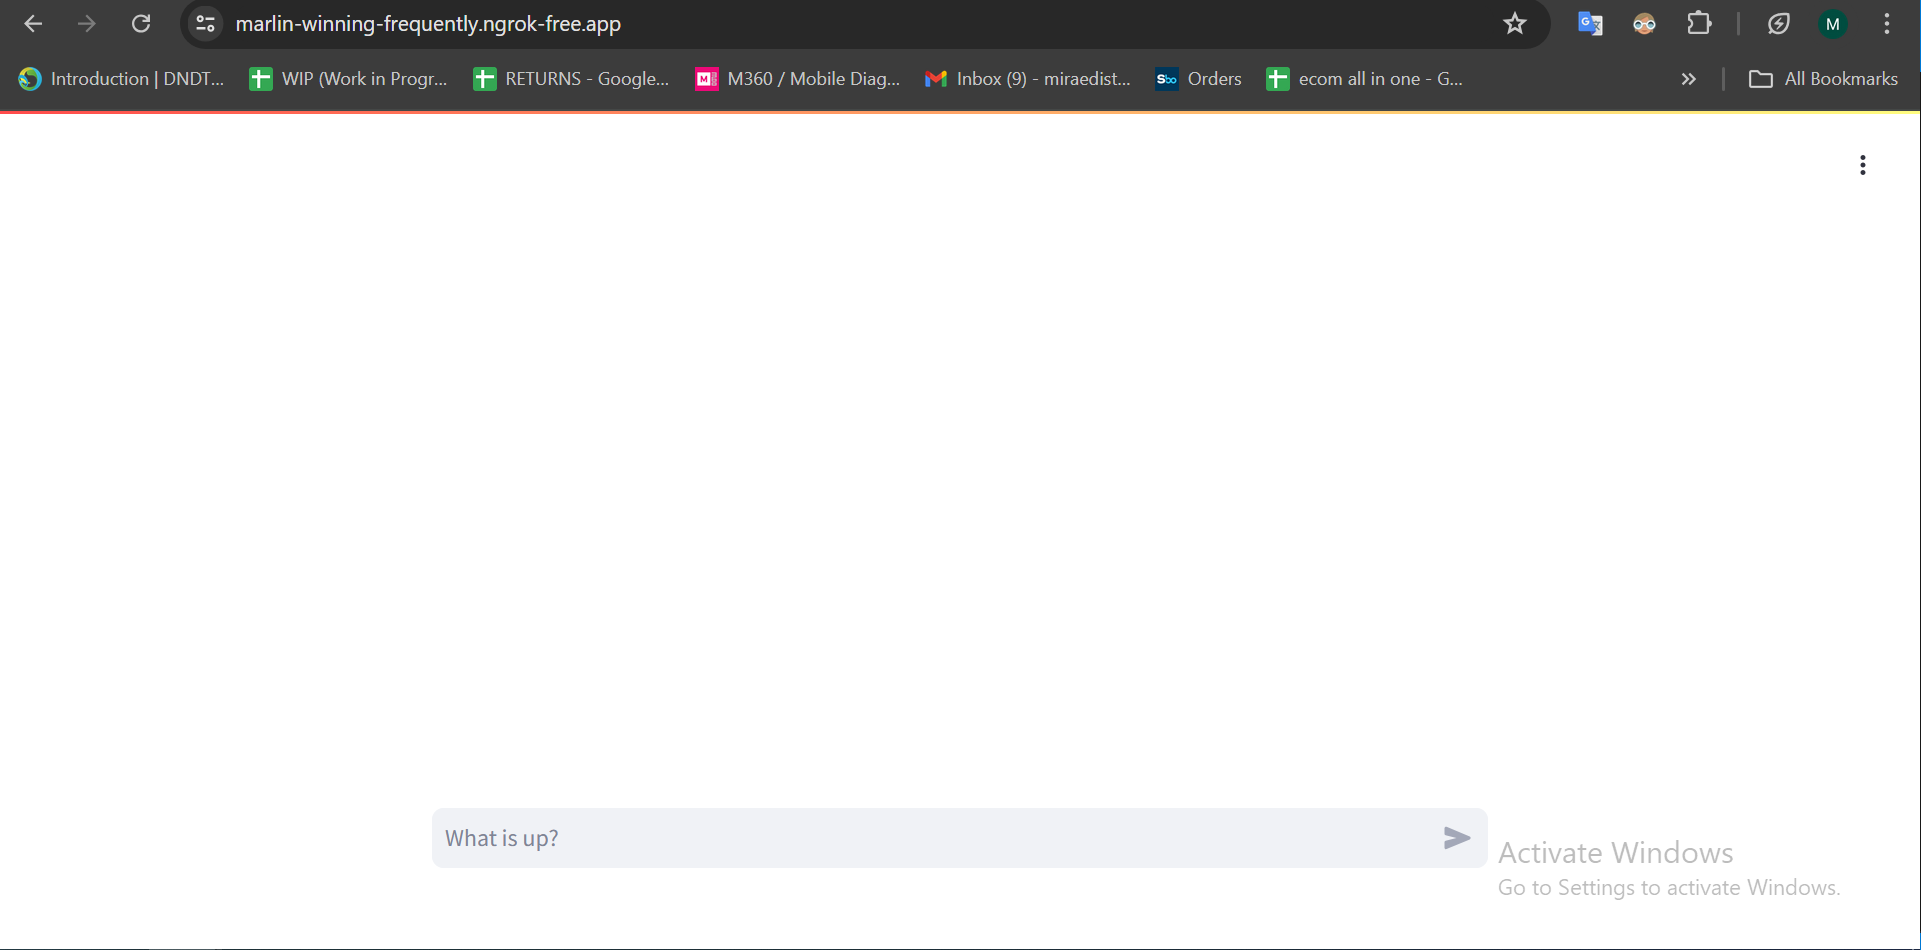 marlin-winning-frequently.ngrok-free.app
M
Introduction | DNDT...
WIP (Work in Progr...
RETURNS - Google...
M360 / Mobile Diag...
Inbox (9) - miraedist...
Sbo Orders
ecom all in one - G...
All Bookmarks
What is up?
Activate Windows
Go to Settings to activate Windows.